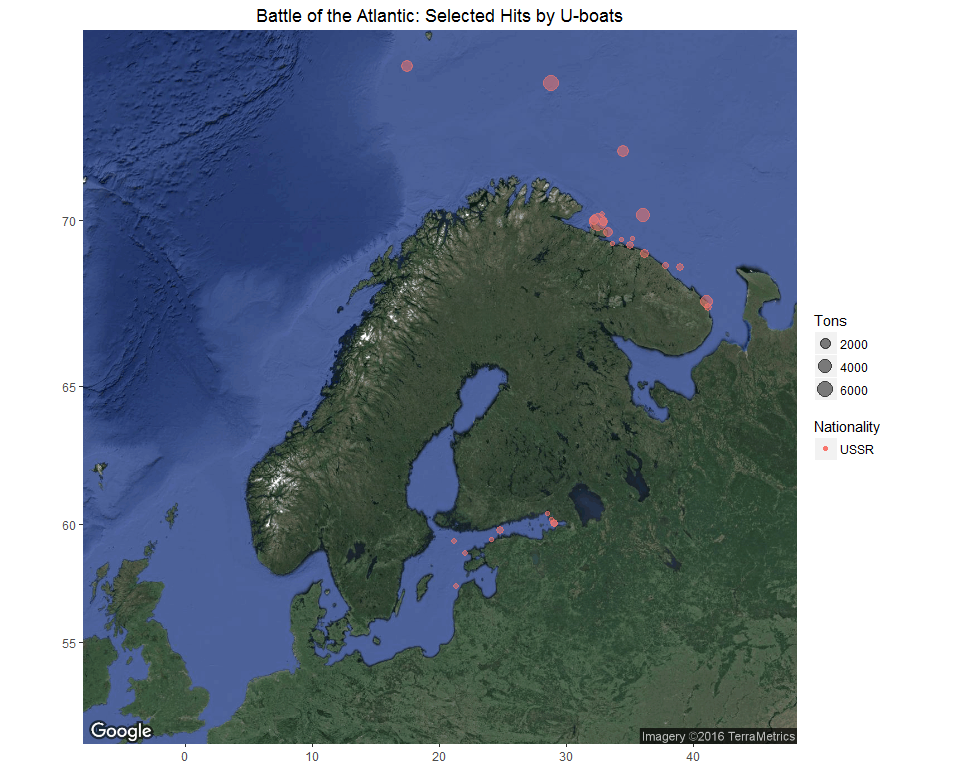 Battle of the Atlantic: Selected Hits by U-boats
70
65
60
55
0
10
20
30
40
Tons
2000
4000
6000
Nationality
USSR
Google
Imagery ©2016 TerraMetrics